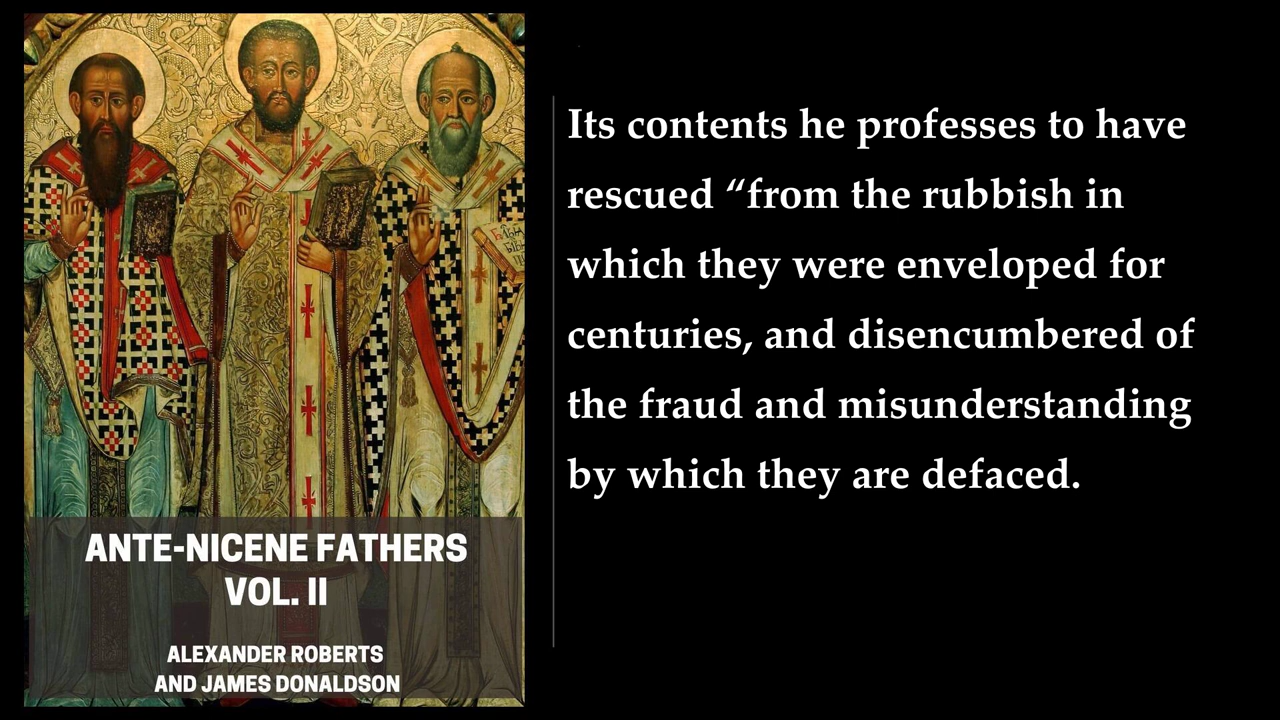 ANTE-NICENE FATHERS
VOL. II
ALEXANDER ROBERTS
AND JAMES DONALDSON
Its contents he professes to have
rescued “from the rubbish in
which they were enveloped for
centuries, and disencumbered of
the fraud and misunderstanding
by which they are defaced.